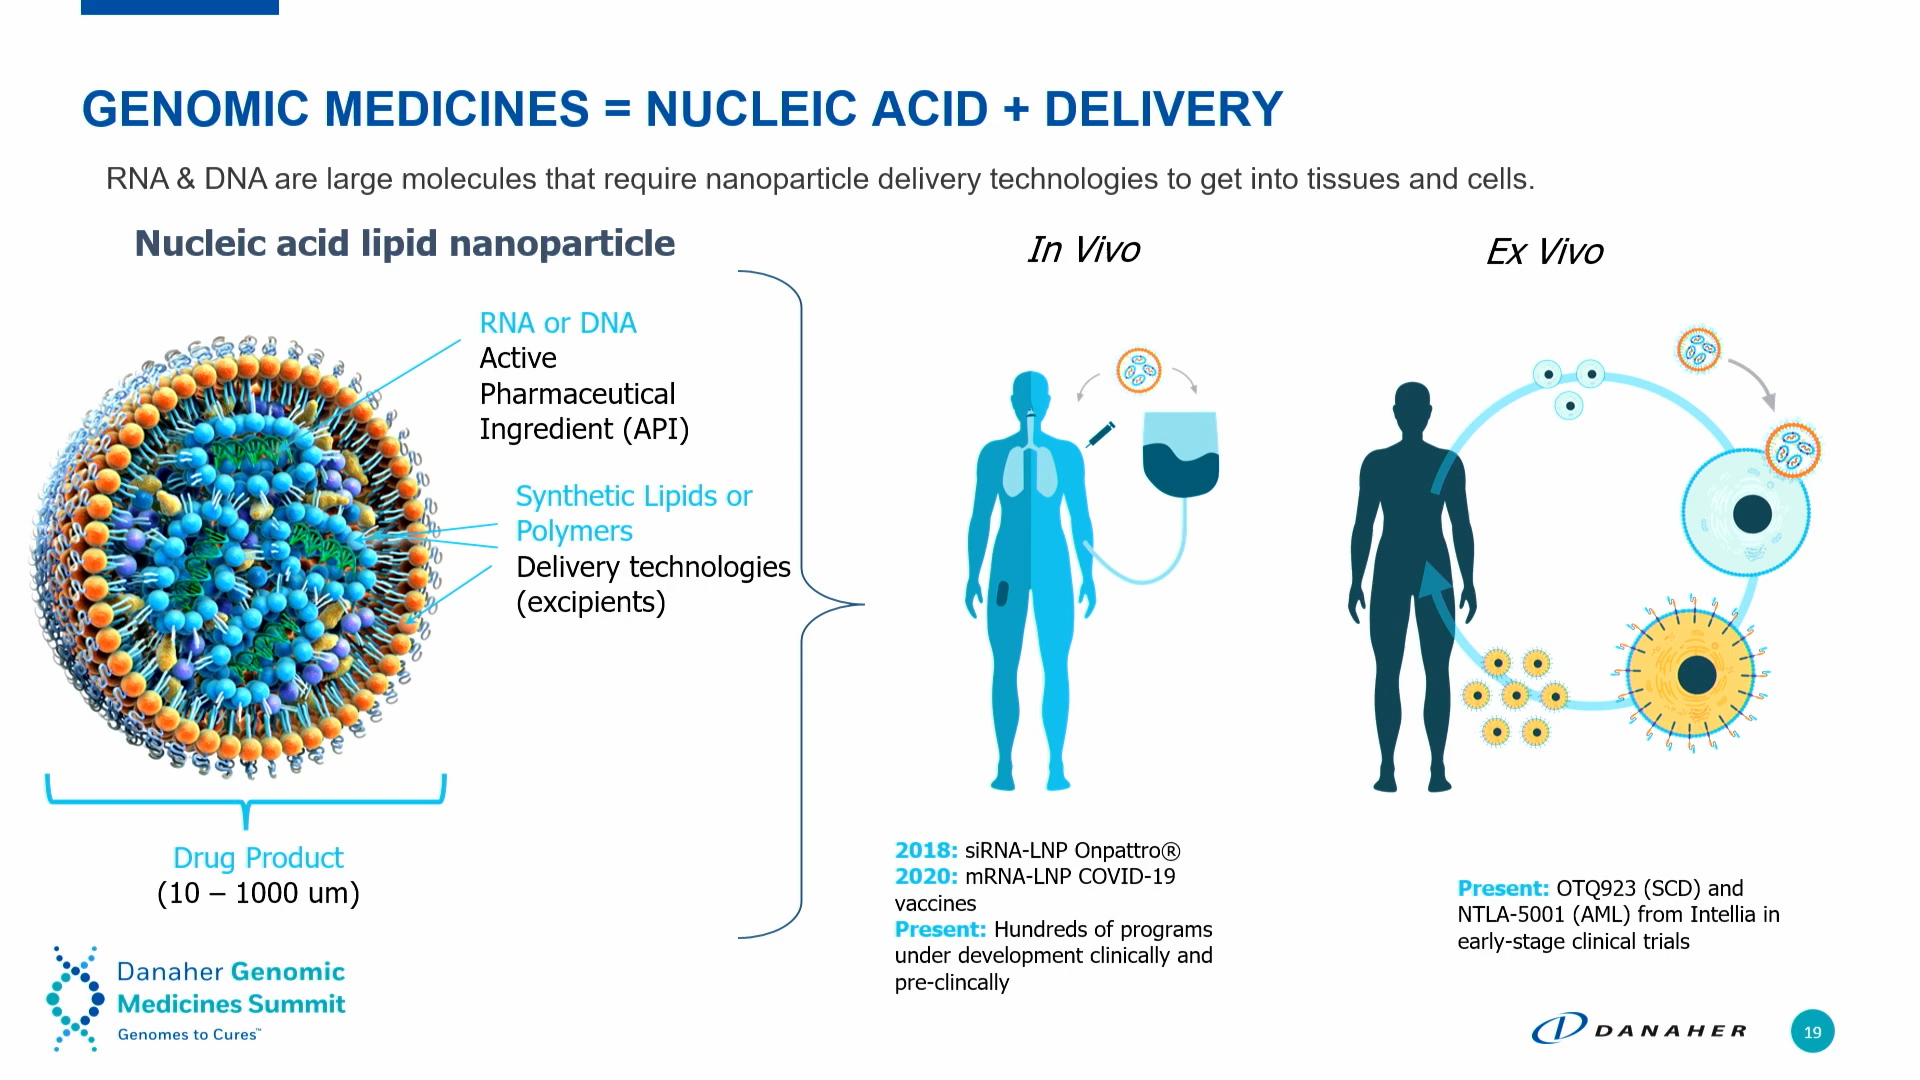 GENOMIC MEDICINES = NUCLEIC ACID + DELIVERY
RNA & DNA are large molecules that require nanoparticle delivery technologies to get into tissues and cells.
Nucleic acid lipid nanoparticle
RNA or DNA
Active
Pharmaceutical
Ingredient (API)
Synthetic Lipids or
Polymers
Delivery technologies
(excipients)
Drug Product
(10 – 1000 um)
In Vivo
2018: siRNA-LNP Onpattro®
2020: mRNA-LNP COVID-19
vaccines
Present: Hundreds of programs
under development clinically and
pre-clincally
Ex Vivo
Present: OTQ923 (SCD) and
NTLA-5001 (AML) from Intellia in
early-stage clinical trials
Danaher Genomic
Medicines Summit
Genomes to Cures™
DANAHER
19